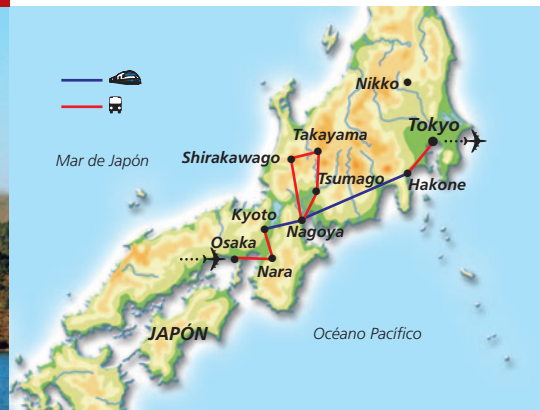 Nikko
Tokyo
Takayama
Mar de Japón
Shirakawago
Tsumago
Hakone
Kyoto
Nagoya
Osaka
Nara
JAPÓN
Océano Pacífico